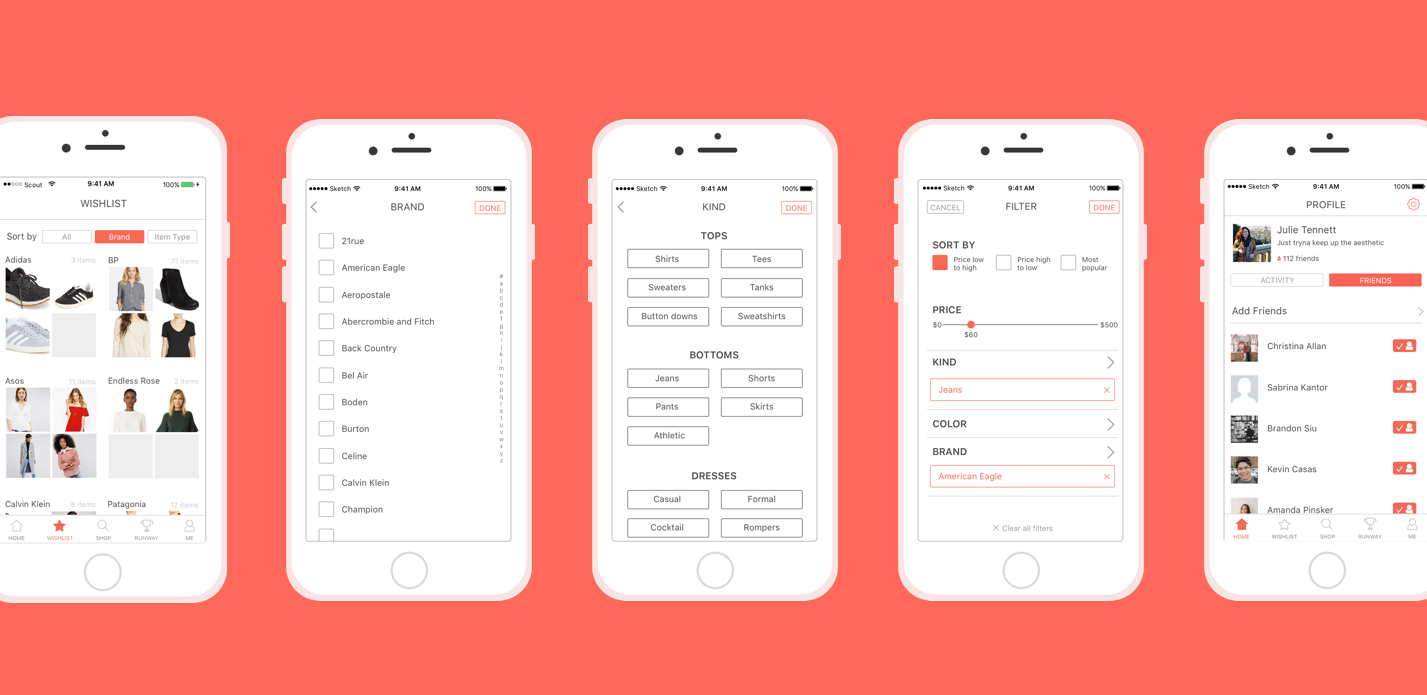 Scout
9:41 AM
100%
WISHLIST
Sort by
All
Brand
Item Type
Adidas
3 items
BP
71 items
Asos
11 items
Endless Rose
2 items
Calvin Klein
8 items
Patagonia
12 items
HOME
WISHLIST
SHOP
RUNWAY
ME
Sketch
9:41 AM
100%
BRAND
DONE
21rue
American Eagle
Aeropostale
Abercrombie and Fitch
Back Country
Bel Air
Boden
Burton
Celine
Calvin Klein
Champion
#
a
b
c
d
e
f
g
h
i
j
k
l
m
n
o
p
q
r
s
t
u
v
w
x
y
z
Sketch
9:41 AM
100%
KIND
DONE
TOPS
Shirts
Tees
Sweaters
Tanks
Button downs
Sweatshirts
BOTTOMS
Jeans
Shorts
Pants
Skirts
Athletic
DRESSES
Casual
Formal
Cocktail
Rompers
Sketch
9:41 AM
100%
CANCEL
FILTER
DONE
SORT BY
Price low
to high
Price high
to low
Most
popular
PRICE
$0
$500
$60
KIND
Jeans
COLOR
BRAND
American Eagle
Clear all filters
Sketch
9:41 AM
100%
PROFILE
Julie Tennett
Just tryna keep up the aesthetic
112 friends
ACTIVITY
FRIENDS
Add Friends
Christina Allan
Sabrina Kantor
Brandon Siu
Kevin Casas
Amanda Pinsker
HOME
WISHLIST
SHOP
RUNWAY
ME